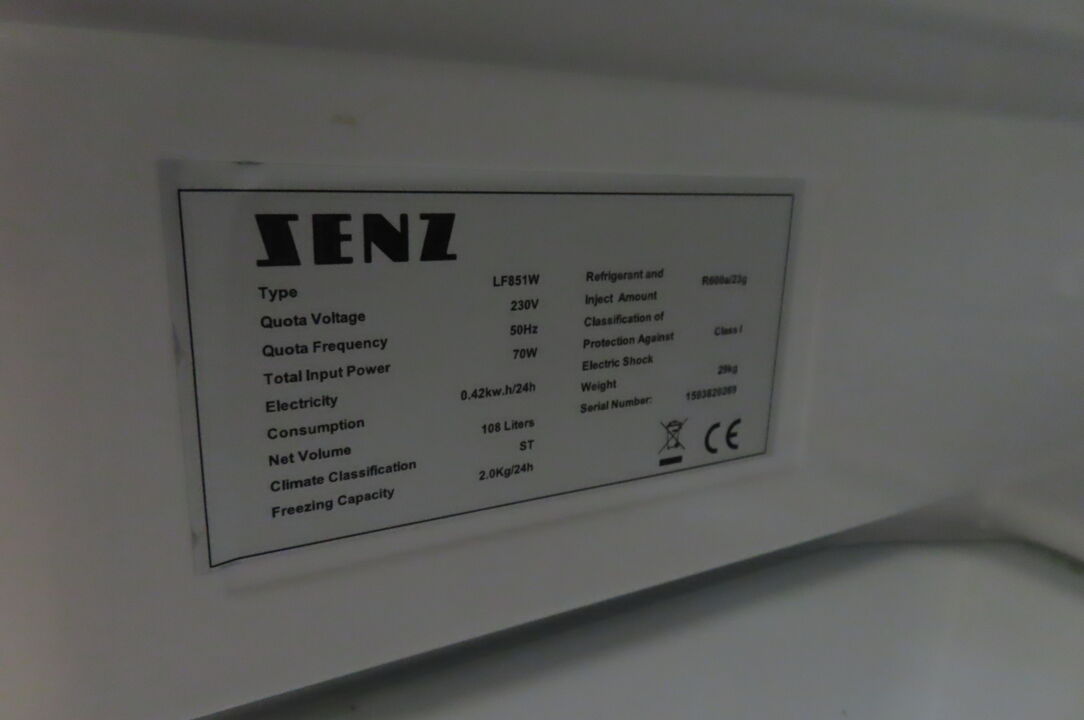 SENZ
Type LF851W
Quota Voltage 230V
Quota Frequency 50Hz
Total Input Power 70W
Electricity
Consumption 0.42kw.h/24h
Net Volume 108 Liters
Climate Classification ST
Freezing Capacity 2.0Kg/24h
Refrigerant and
Inject Amount R600a/23g
Classification of
Protection Against
Electric Shock Class I
Weight 29kg
Serial Number: 1593820269
CE